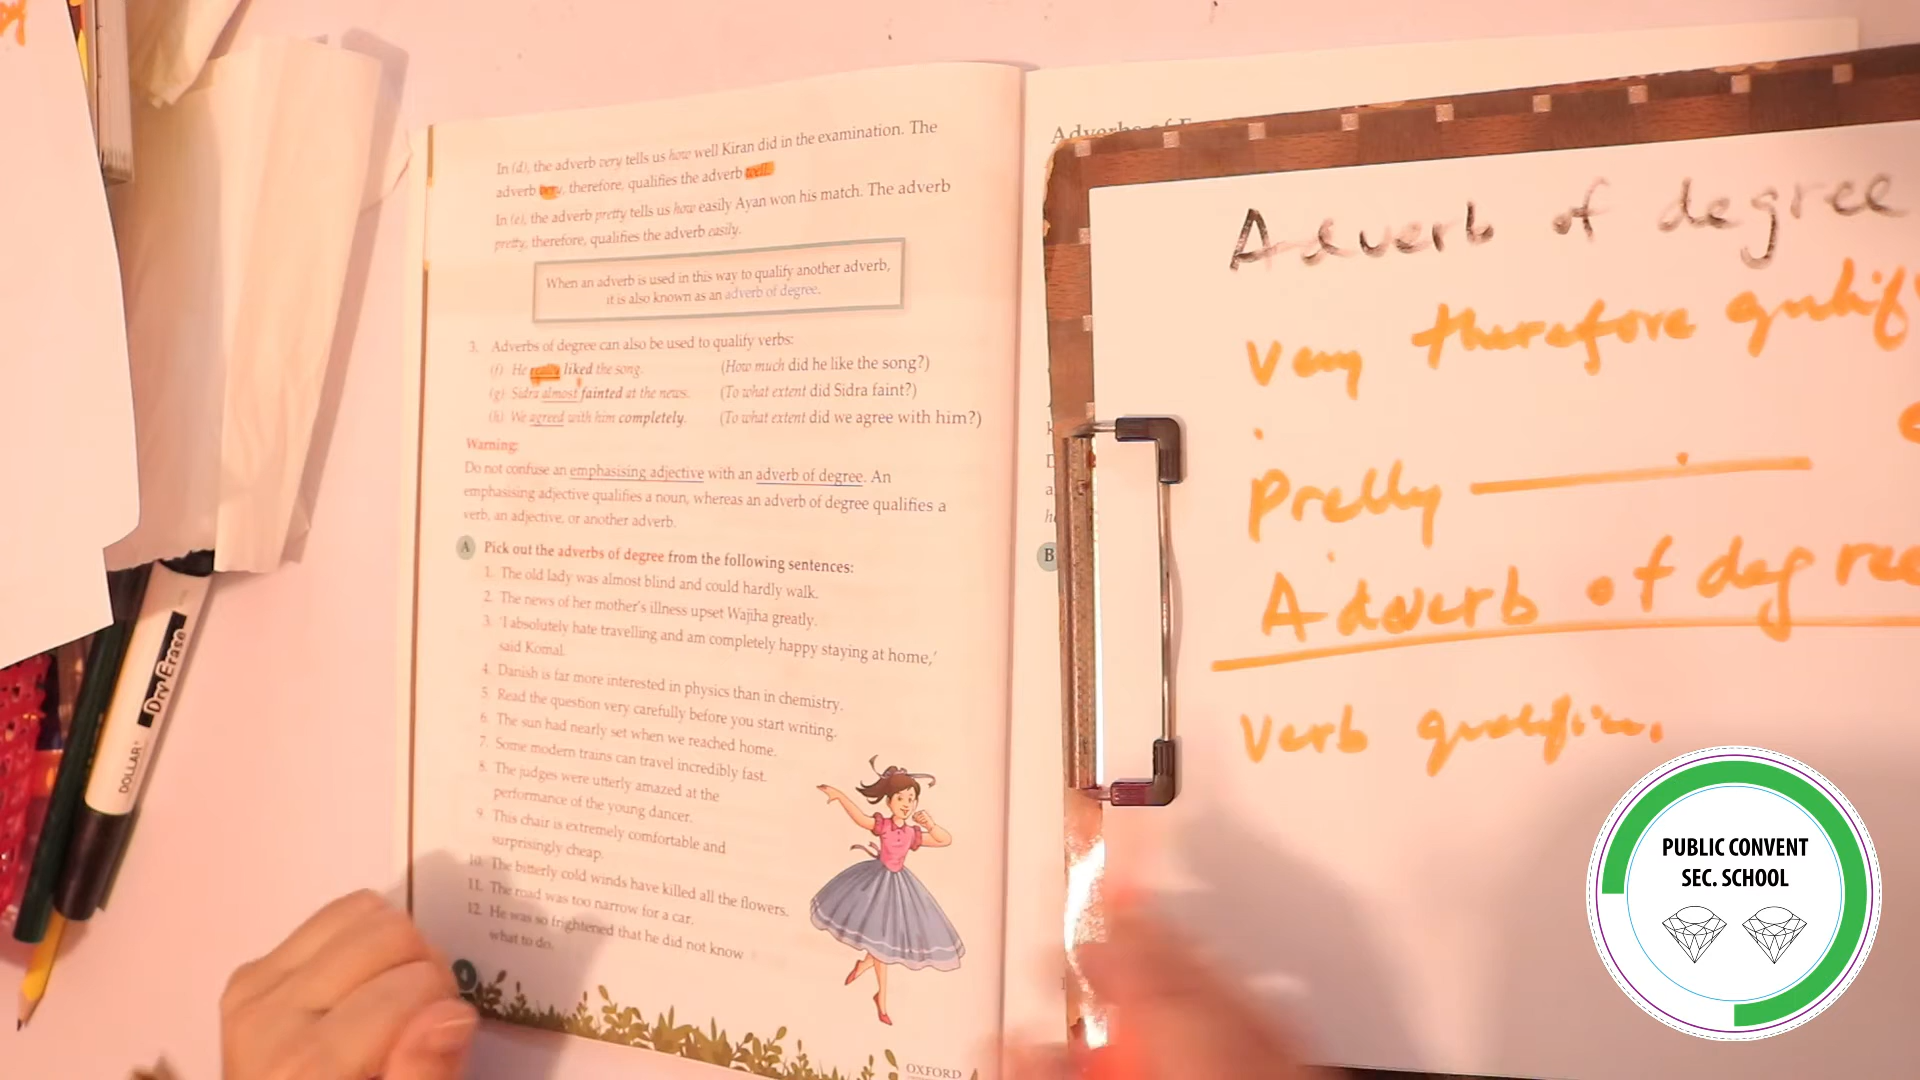 In (d), the adverb very tells us how well Kiran did in the examination. The
adverb very, therefore, qualifies the adverb well.
In (e), the adverb pretty tells us how easily Ayan won his match. The adverb
pretty, therefore, qualifies the adverb easily.
When an adverb is used in this way to qualify another adverb,
it is also known as an adverb of degree.
3. Adverbs of degree can also be used to qualify verbs:
(f) He really liked the song. (How much did he like the song?)
(g) Sidra almost fainted at the news. (To what extent did Sidra faint?)
(h) We agreed with him completely. (To what extent did we agree with him?)
Warning:
Do not confuse an emphasising adjective with an adverb of degree. An
emphasising adjective qualifies a noun, whereas an adverb of degree qualifies a
verb, an adjective, or another adverb.
A Pick out the adverbs of degree from the following sentences:
1. The old lady was almost blind and could hardly walk.
2. The news of her mother's illness upset Wajiha greatly.
3. 'I absolutely hate travelling and am completely happy staying at home,'
said Komal.
4. Danish is far more interested in physics than in chemistry.
5. Read the question very carefully before you start writing.
6. The sun had nearly set when we reached home.
7. Some modern trains can travel incredibly fast.
8. The judges were utterly amazed at the
performance of the young dancer.
9. This chair is extremely comfortable and
surprisingly cheap.
10. The bitterly cold winds have killed all the flowers.
11. The road was too narrow for a car.
12. He was so frightened that he did not know
what to do.
4
OXFORD
Adverbs of
B
Adverb of degree
Very therefore
Pretty
Adverb of degree
Verb
Dry Erase
DOLLAR
PUBLIC CONVENT
SEC. SCHOOL